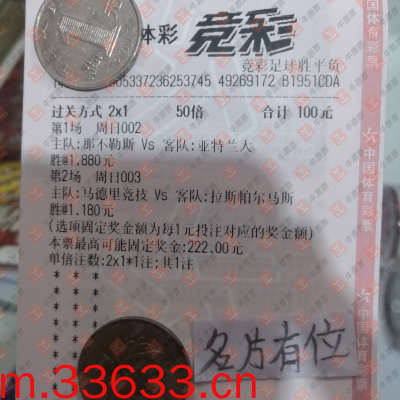 体彩 竞彩
竞彩足球胜平负
05337236253745 49269172 B1951CDA
过关方式 2x1 50倍 合计 100元
第1场 周日002
主队:那不勒斯 Vs 客队:亚特兰大
胜@1.880元
第2场 周日003
主队:马德里竞技 Vs 客队:拉斯帕尔马斯
胜@1.180元
(选项固定奖金额为每1元投注对应的奖金额)
本票最高可能固定奖金:222.00元
单倍注数:2x1*1注;共1注
名片有位
m.33633.cn
中国体育彩票
中国体育彩票